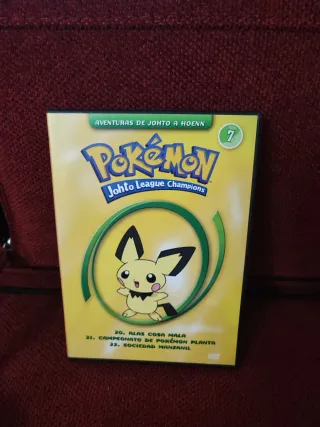 AVENTURAS DE JOHTO A HOENN
7
POKéMON
Johto League Champions
20. ALAS COSA MALA
21. CAMPEONATO DE POKÉMON PLANTA
22. SOCIEDAD MANZANIL